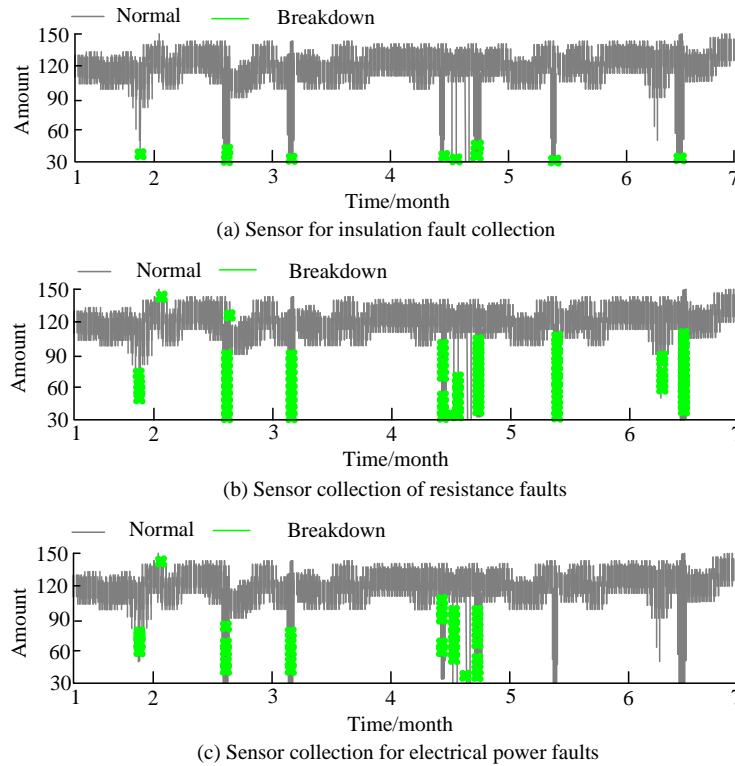 Normal Breakdown
150
120
90
60
30
Amount
1 2 3 4 5 6 7
Time/month
(a) Sensor for insulation fault collection
Normal Breakdown
150
120
90
60
30
Amount
1 2 3 4 5 6 7
Time/month
(b) Sensor collection of resistance faults
Normal Breakdown
150
120
90
60
30
Amount
1 2 3 4 5 6 7
Time/month
(c) Sensor collection for electrical power faults